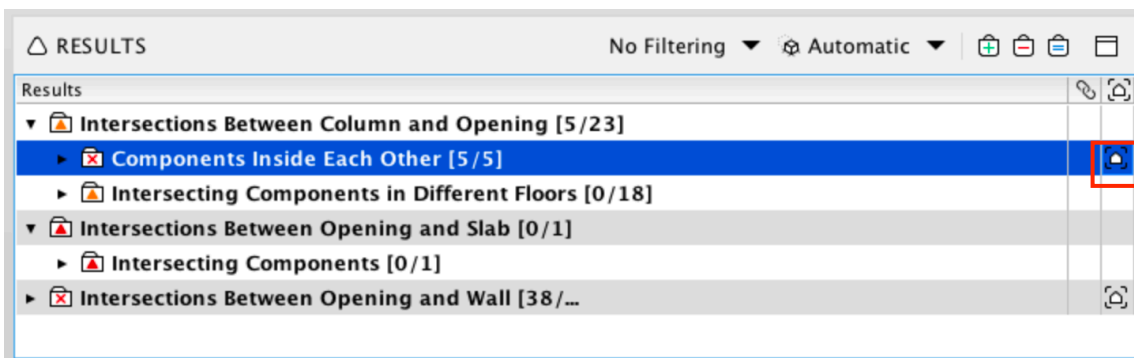 RESULTS No Filtering Automatic
Results
Intersections Between Column and Opening [5/23]
Components Inside Each Other [5/5]
Intersecting Components in Different Floors [0/18]
Intersections Between Opening and Slab [0/1]
Intersecting Components [0/1]
Intersections Between Opening and Wall [38/...